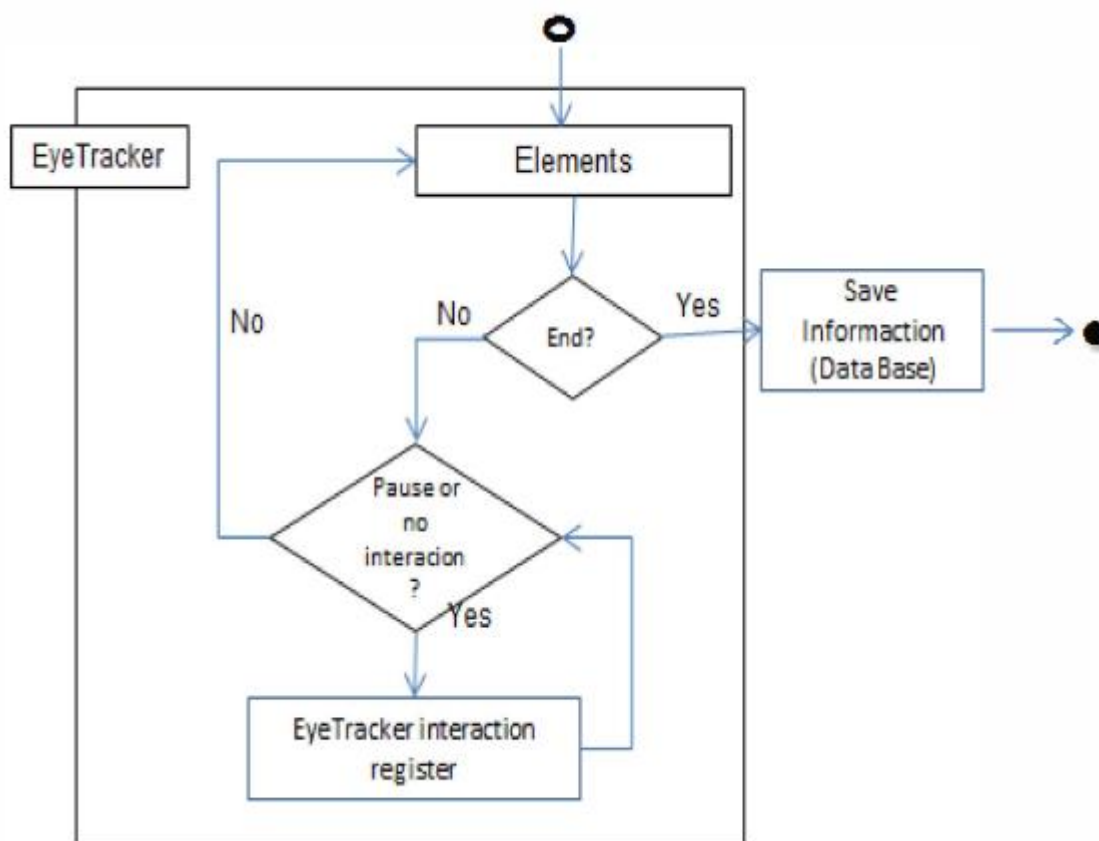 EyeTracker
Elements
No
No
End?
Yes
Save
Informaction
(Data Base)
Pause or
no
interacion
?
Yes
EyeTracker interaction
register